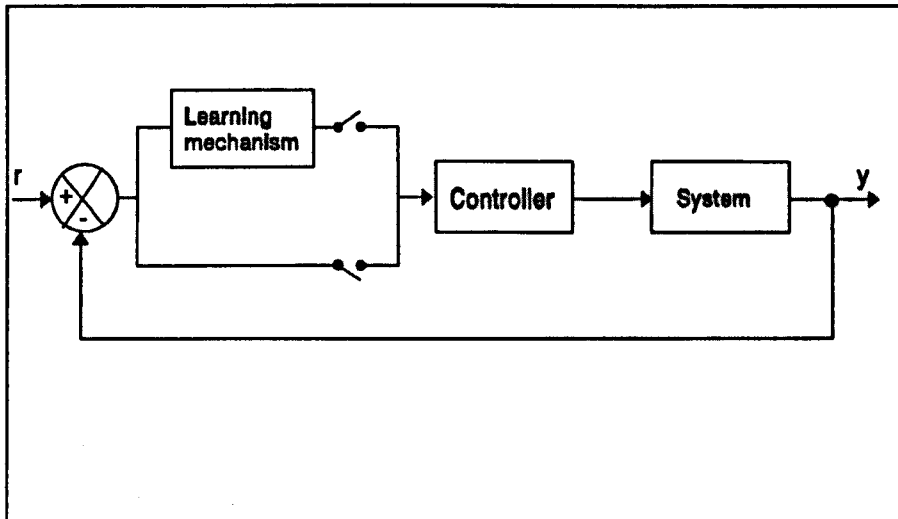 Learning
mechanism
r
+
-
Controller
System
y